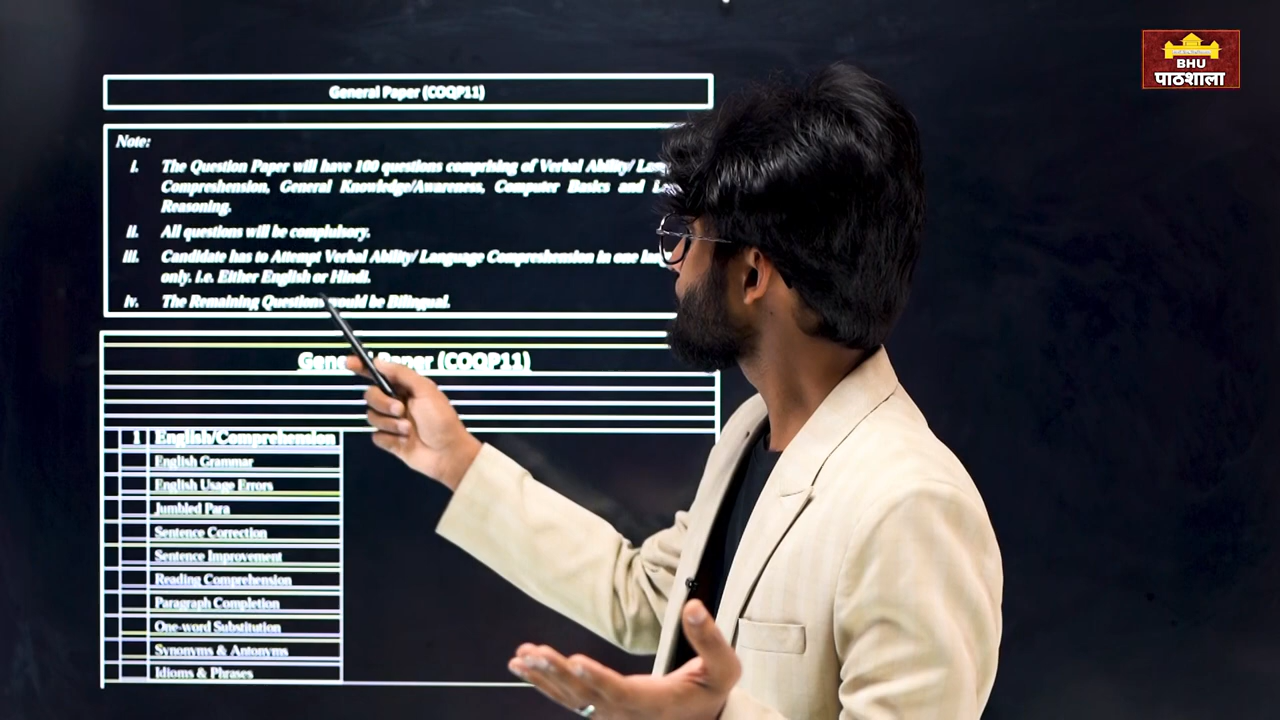 BHU
पाठशाला
General Paper (COQP11)
Note:
i. The Question Paper will have 100 questions comprising of Verbal Ability/
Comprehension, General Knowledge/Awareness, Computer Basics and
Reasoning.
ii. All questions will be compulsory.
iii. Candidate has to Attempt Verbal Ability/ Language Comprehension in one
only. i.e. Either English or Hindi.
iv. The Remaining Questions would be Bilingual.
General Paper (COQP11)
1 English/Comprehension
English Grammar
English Usage Errors
Jumbled Para
Sentence Correction
Sentence Improvement
Reading Comprehension
Paragraph Completion
One-word Substitution
Synonyms & Antonyms
Idioms & Phrases